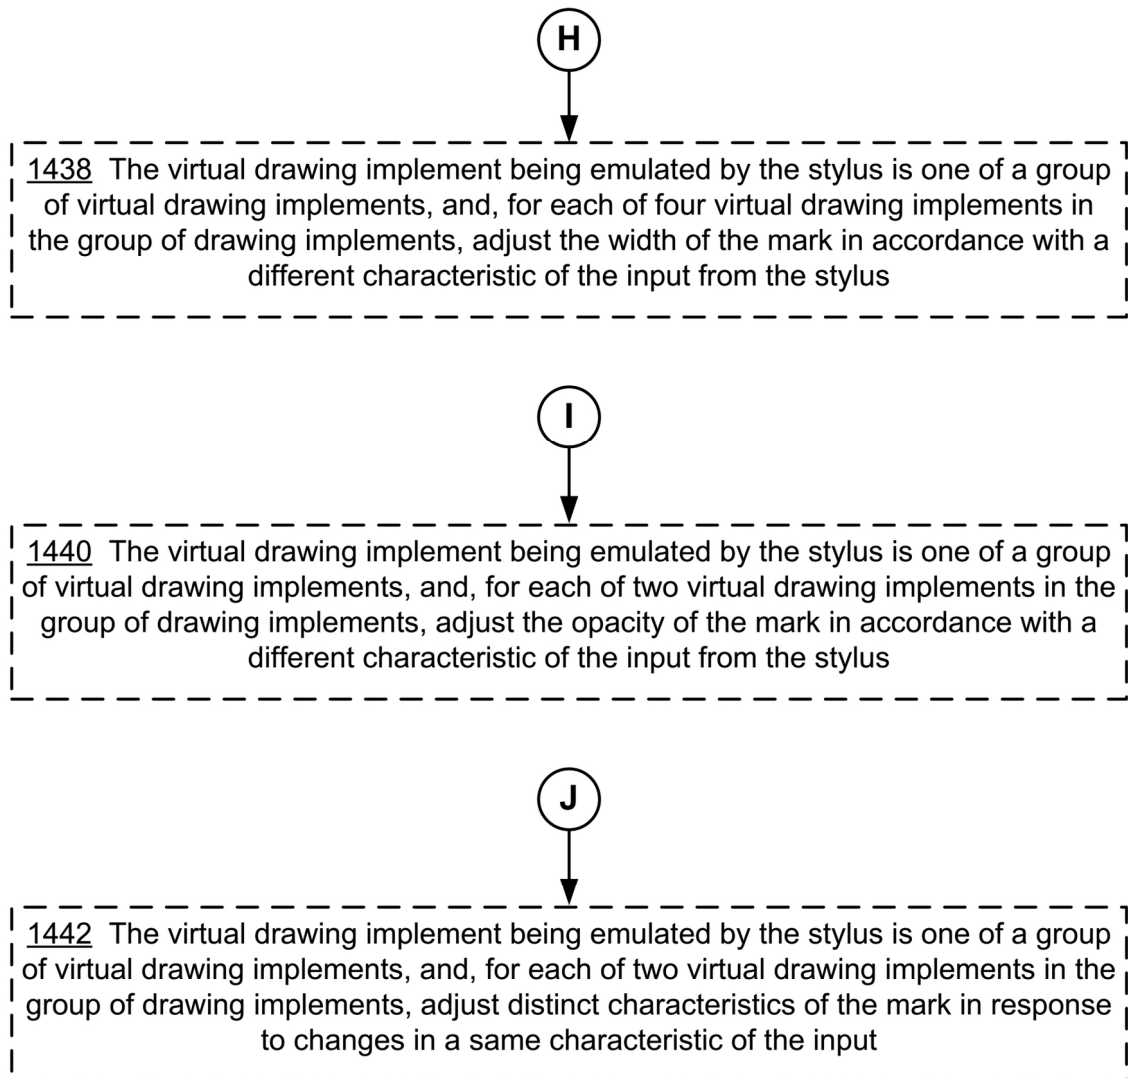 H
1438 The virtual drawing implement being emulated by the stylus is one of a group
of virtual drawing implements, and, for each of four virtual drawing implements in
the group of drawing implements, adjust the width of the mark in accordance with a
different characteristic of the input from the stylus
I
1440 The virtual drawing implement being emulated by the stylus is one of a group
of virtual drawing implements, and, for each of two virtual drawing implements in the
group of drawing implements, adjust the opacity of the mark in accordance with a
different characteristic of the input from the stylus
J
1442 The virtual drawing implement being emulated by the stylus is one of a group
of virtual drawing implements, and, for each of two virtual drawing implements in the
group of drawing implements, adjust distinct characteristics of the mark in response
to changes in a same characteristic of the input